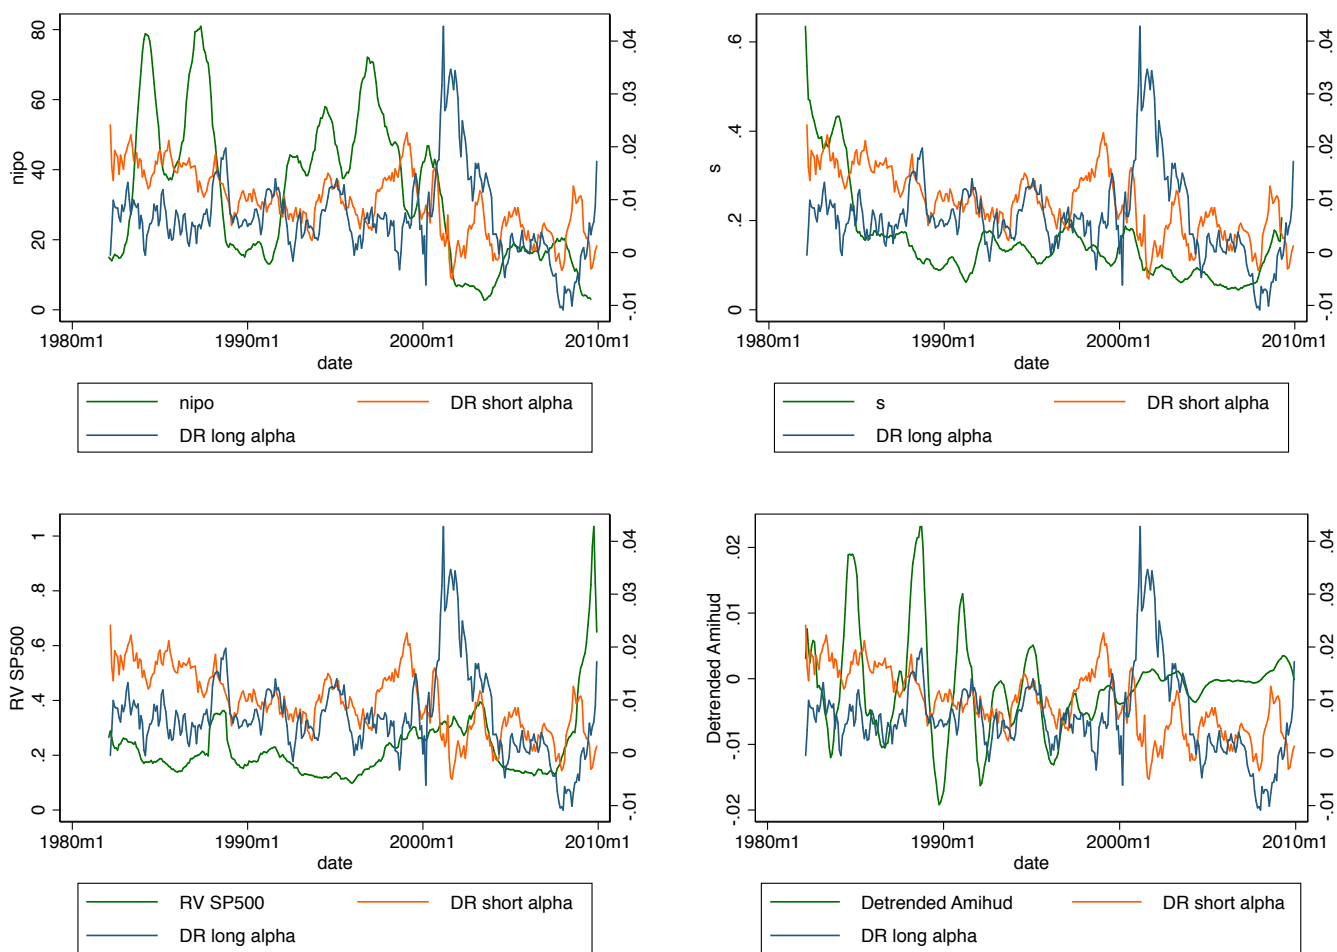 80
60
40
20
0
nipo
.04
.03
.02
.01
0
-.01
1980m1 1990m1 2000m1 2010m1
date
nipo DR short alpha
DR long alpha
.6
.4
.2
0
s
.04
.03
.02
.01
0
-.01
1980m1 1990m1 2000m1 2010m1
date
s DR short alpha
DR long alpha
1
.8
.6
.4
.2
0
RV SP500
.04
.03
.02
.01
0
-.01
1980m1 1990m1 2000m1 2010m1
date
RV SP500 DR short alpha
DR long alpha
.02
.01
0
-.01
-.02
Detrended Amihud
.04
.03
.02
.01
0
-.01
1980m1 1990m1 2000m1 2010m1
date
Detrended Amihud DR short alpha
DR long alpha